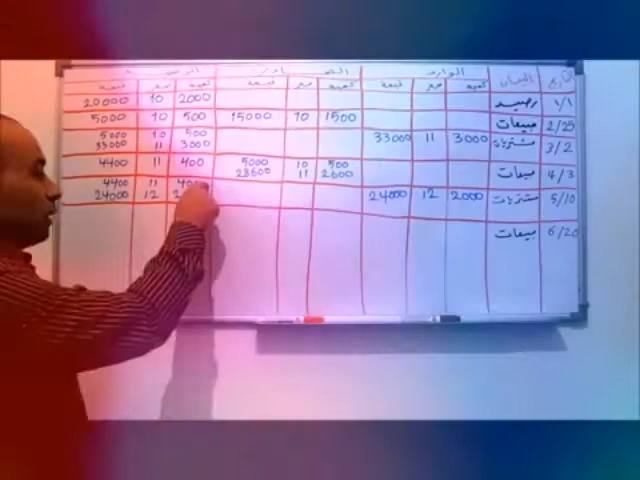 التاريخ البيان الوارد الصادر الرصيد
كمية سعر قيمة كمية سعر قيمة كمية سعر قيمة
1/1 رصيد 2000 10 20000
2/25 مبيعات 1500 10 15000 500 10 5000
3/2 مشتريات 3000 11 33000 500 10 5000
3000 11 33000
4/3 مبيعات 500 10 5000 400 11 4400
2600 11 28600
5/10 مشتريات 2000 12 24000 400 11 4400
12 24000
6/20 مبيعات